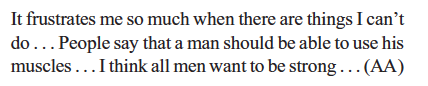 It frustrates me so much when there are things I can’t
do . . . People say that a man should be able to use his
muscles . . . I think all men want to be strong . . . (AA)